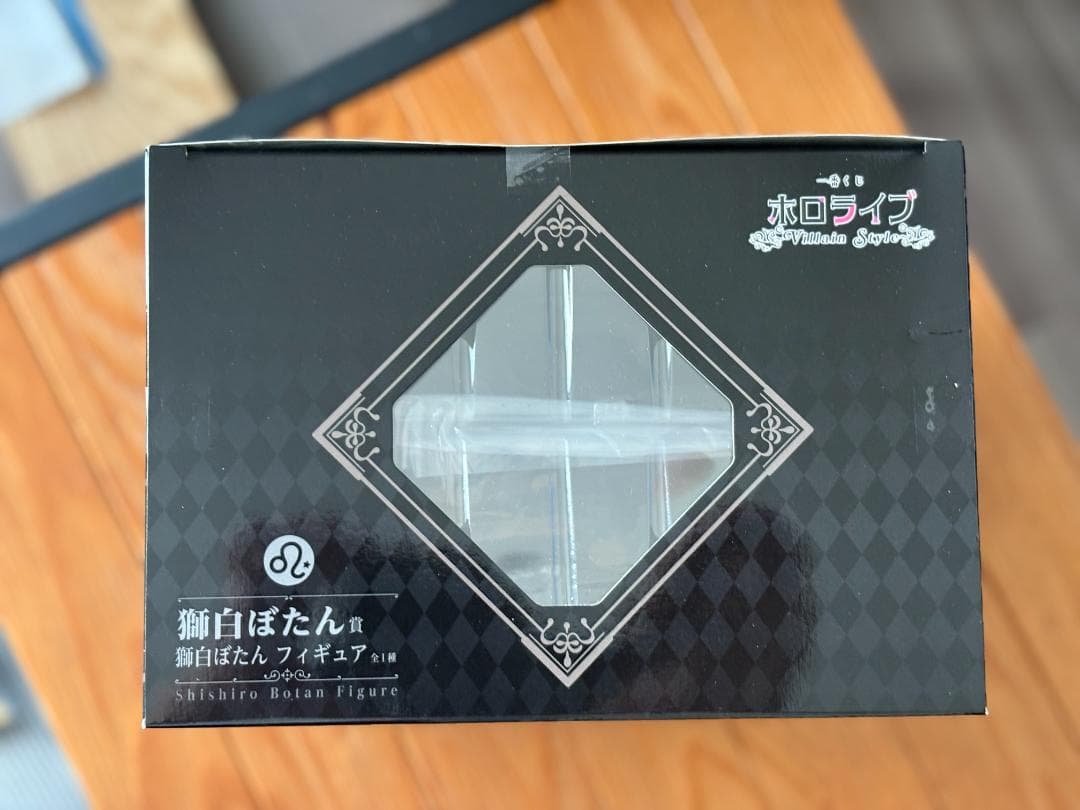 一番くじ
ホロライブ
Villain Style
獅白ぼたん賞
獅白ぼたん フィギュア 全1種
Shishiro Botan Figure